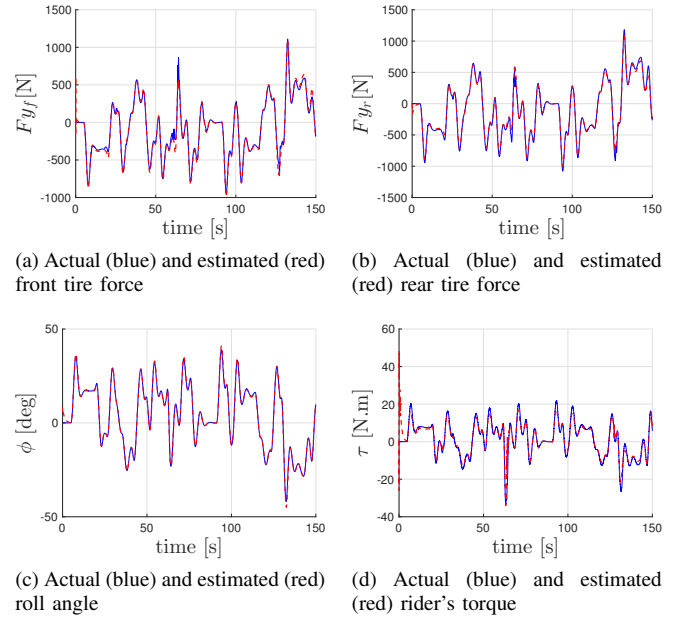 1500
1000
500
0
-500
-1000
0
50
100
150
Fy_f [N]
time [s]
(a) Actual (blue) and estimated (red)
front tire force
1500
1000
500
0
-500
-1000
-1500
0
50
100
150
Fy_r [N]
time [s]
(b) Actual (blue) and estimated
(red) rear tire force
50
0
-50
0
50
100
150
ϕ [deg]
time [s]
(c) Actual (blue) and estimated (red)
roll angle
60
40
20
0
-20
-40
0
50
100
150
τ [N.m]
time [s]
(d) Actual (blue) and estimated
(red) rider's torque